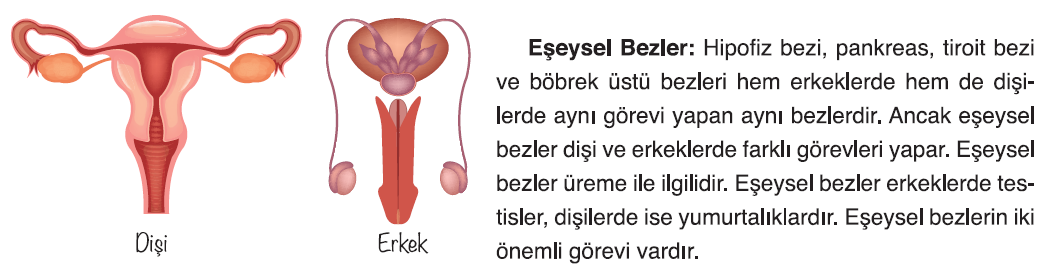 Dişi
Erkek
Eşeysel Bezler: Hipofiz bezi, pankreas, tiroit bezi
ve böbrek üstü bezleri hem erkeklerde hem de dişi-
lerde aynı görevi yapan aynı bezlerdir. Ancak eşeysel
bezler dişi ve erkeklerde farklı görevleri yapar. Eşeysel
bezler üreme ile ilgilidir. Eşeysel bezler erkeklerde tes-
tisler, dişilerde ise yumurtalıklardır. Eşeysel bezlerin iki
önemli görevi vardır.